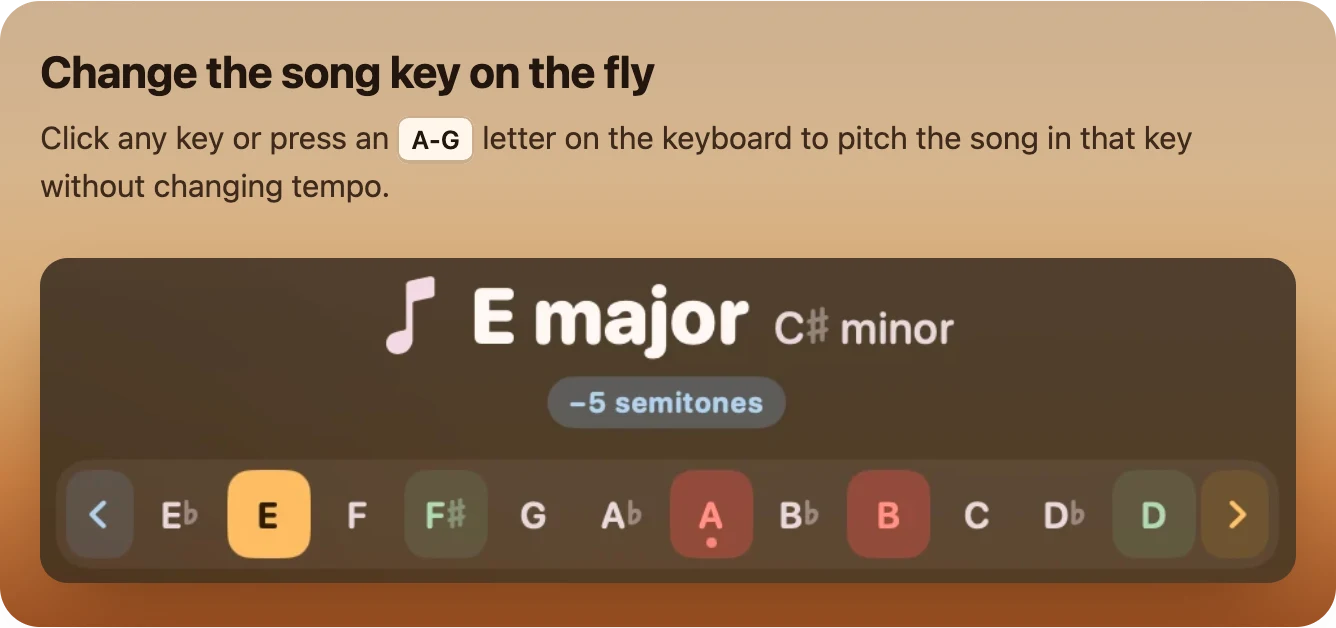 Change the song key on the fly
Click any key or press an A-G letter on the keyboard to pitch the song in that key
without changing tempo.
E major C♯ minor
−5 semitones
E♭ E F F♯ G A♭ A B♭ B C D♭ D